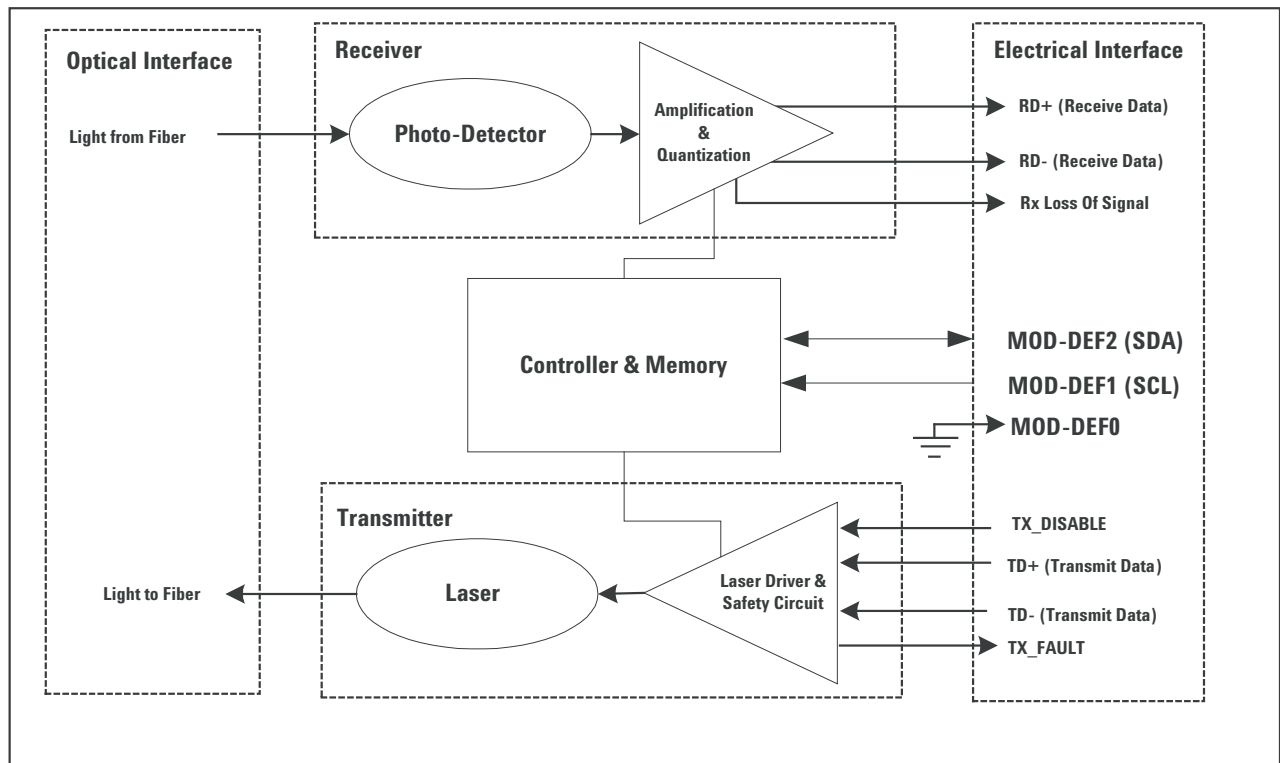 Optical Interface
Receiver
Electrical Interface
Light from Fiber
Photo-Detector
Amplification
&
Quantization
RD+ (Receive Data)
RD- (Receive Data)
Rx Loss Of Signal
Controller & Memory
MOD-DEF2 (SDA)
MOD-DEF1 (SCL)
MOD-DEF0
Transmitter
Light to Fiber
Laser
Laser Driver &
Safety Circuit
TX_DISABLE
TD+ (Transmit Data)
TD- (Transmit Data)
TX_FAULT